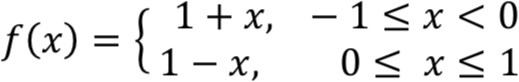 f(x) = { 1 + x, − 1 ≤ x < 0
1 − x, 0 ≤ x ≤ 1